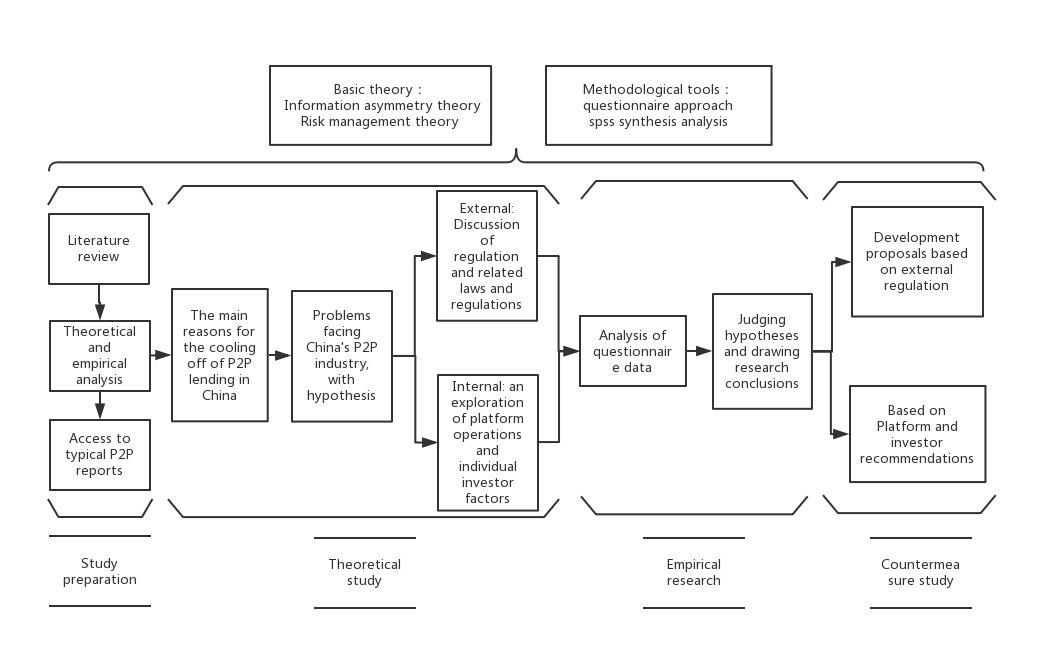 Basic theory：
Information asymmetry theory
Risk management theory
Methodological tools：
questionnaire approach
spss synthesis analysis
Literature
review
Theoretical
and
empirical
analysis
Access to
typical P2P
reports
The main
reasons for
the cooling
off of P2P
lending in
China
Problems
facing
China's P2P
industry,
with
hypothesis
External:
Discussion
of
regulation
and related
laws and
regulations
Internal: an
exploration
of platform
operations
and
individual
investor
factors
Analysis of
questionnair
e data
Judging
hypotheses
and drawing
research
conclusions
Development
proposals based
on external
regulation
Based on
Platform and
investor
recommendations
Study
preparation
Theoretical
study
Empirical
research
Countermea
sure study